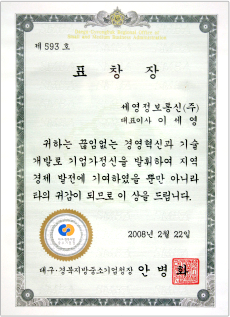 제 593 호
표 창 장
세영정보통신(주)
대표이사 이 세 영
귀하는 끊임없는 경영혁신과 기술
개발로 기업가정신을 발휘하여 지역
경제 발전에 기여하였을 뿐만 아니라
타의 귀감이 되므로 이 상을 드립니다.
2008년 2월 22일
대구·경북지방중소기업청장 안 병 화